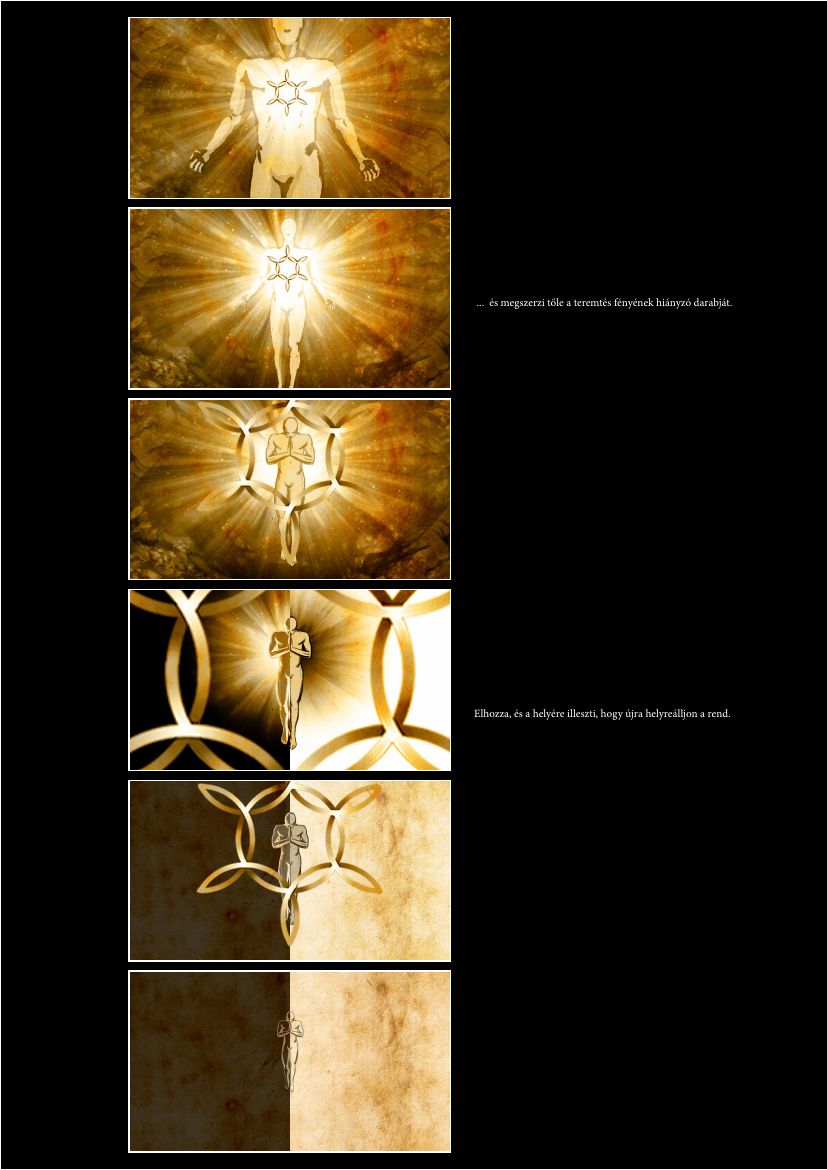 ... és megszerzi tőle a teremtés fényének hiányzó darabját.
Elhozza, és a helyére illeszti, hogy újra helyreálljon a rend.